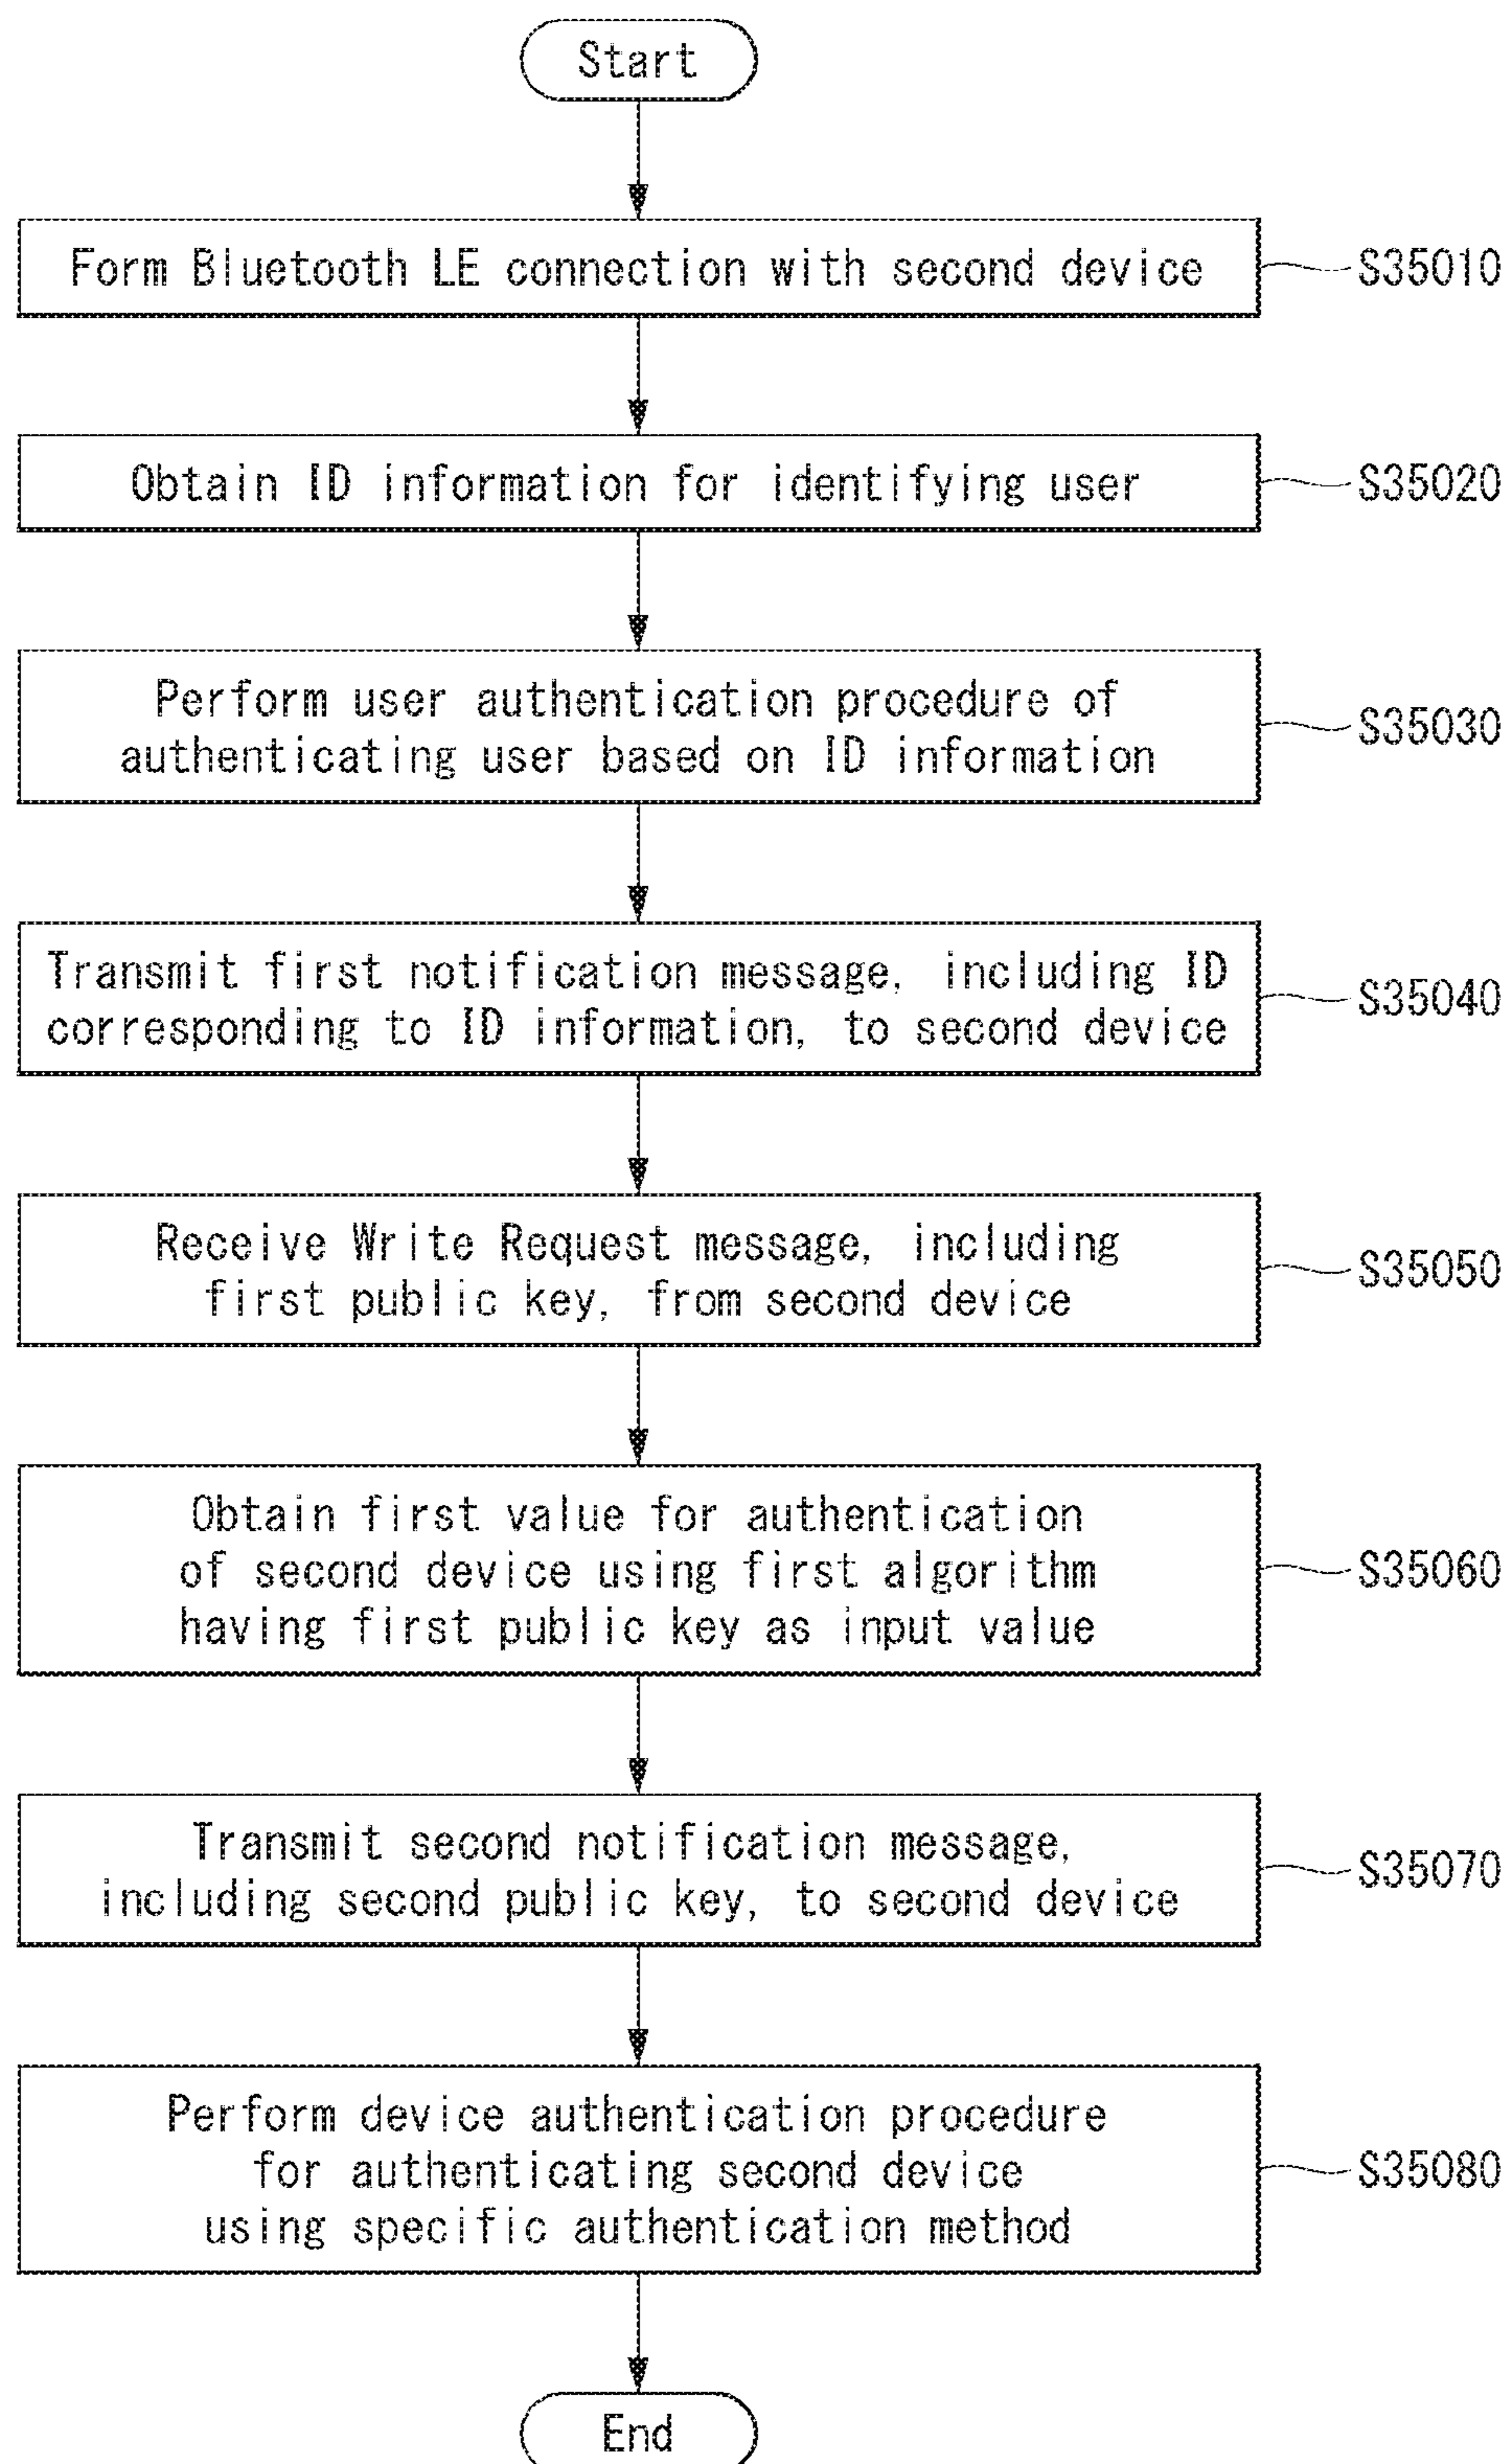 Start
Form Bluetooth LE connection with second device
S35010
Obtain ID information for identifying user
S35020
Perform user authentication procedure of
authenticating user based on ID information
S35030
Transmit first notification message, including ID
corresponding to ID information, to second device
S35040
Receive Write Request message, including
first public key, from second device
S35050
Obtain first value for authentication
of second device using first algorithm
having first public key as input value
S35060
Transmit second notification message,
including second public key, to second device
S35070
Perform device authentication procedure
for authenticating second device
using specific authentication method
S35080
End